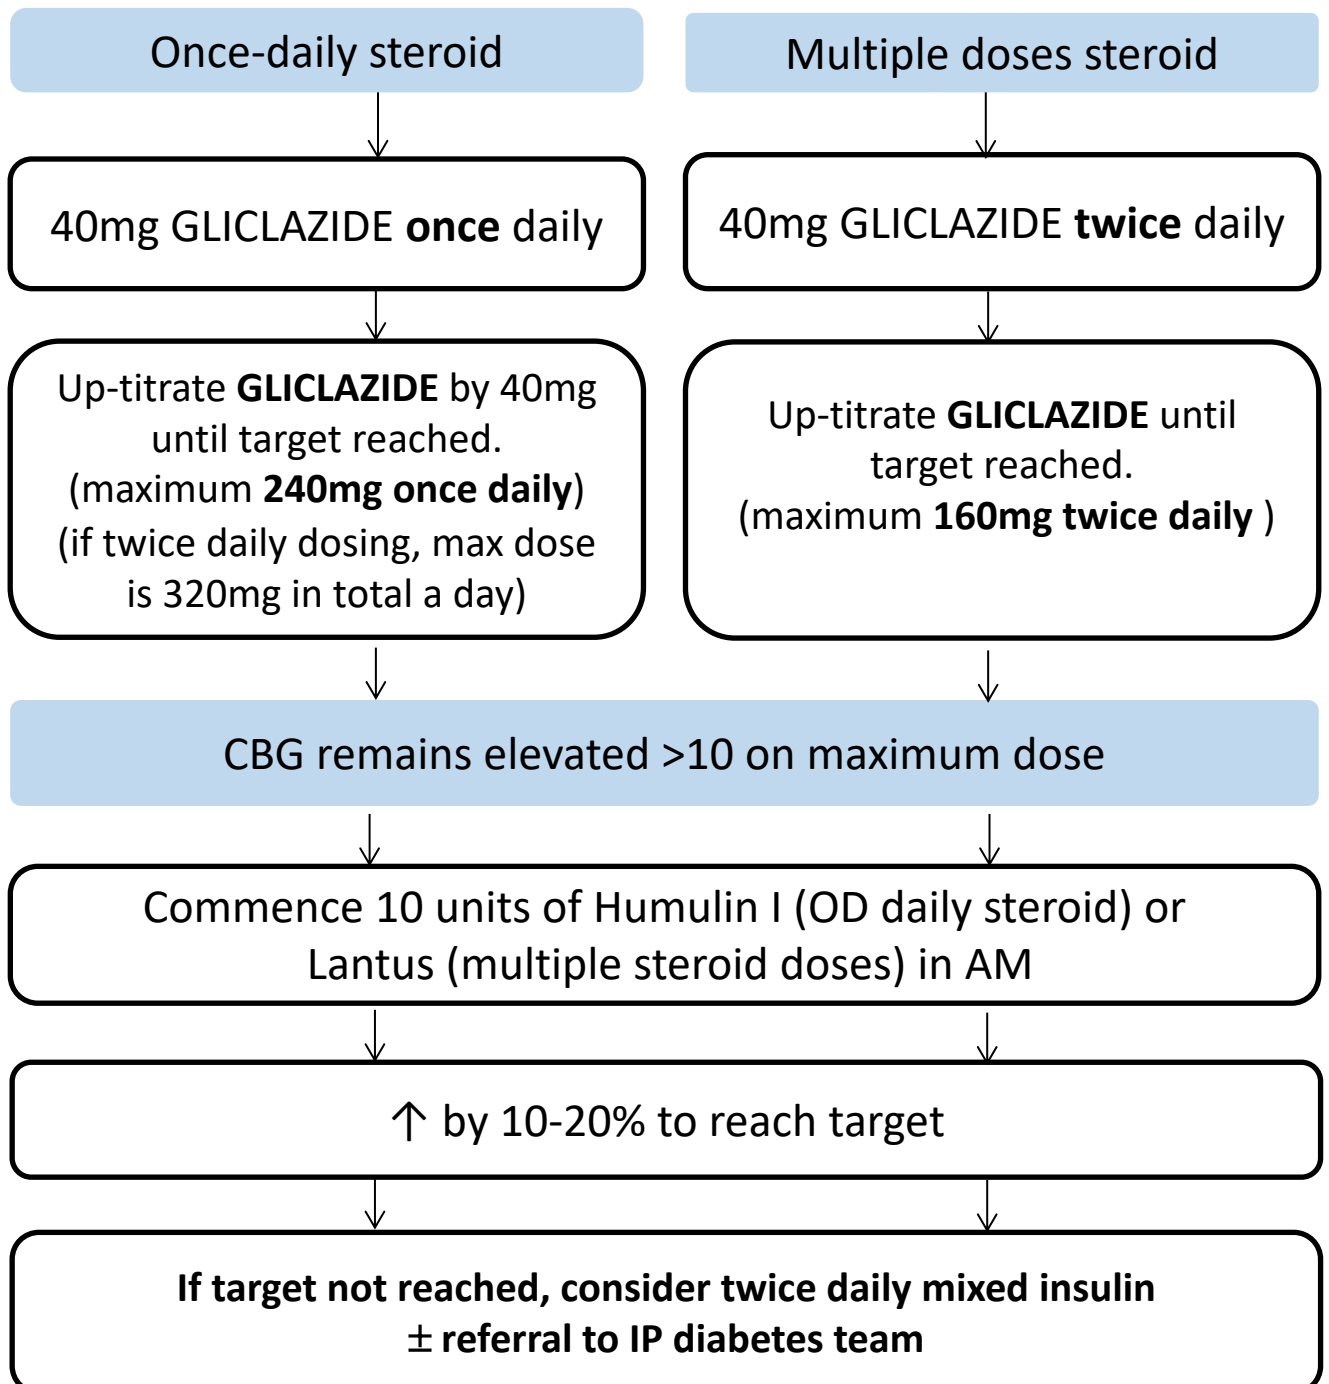 Once-daily steroid
Multiple doses steroid
40mg GLICLAZIDE once daily
40mg GLICLAZIDE twice daily
Up-titrate GLICLAZIDE by 40mg
until target reached.
(maximum 240mg once daily)
(if twice daily dosing, max dose
is 320mg in total a day)
Up-titrate GLICLAZIDE until
target reached.
(maximum 160mg twice daily )
CBG remains elevated >10 on maximum dose
Commence 10 units of Humulin I (OD daily steroid) or
Lantus (multiple steroid doses) in AM
↑ by 10-20% to reach target
If target not reached, consider twice daily mixed insulin
± referral to IP diabetes team